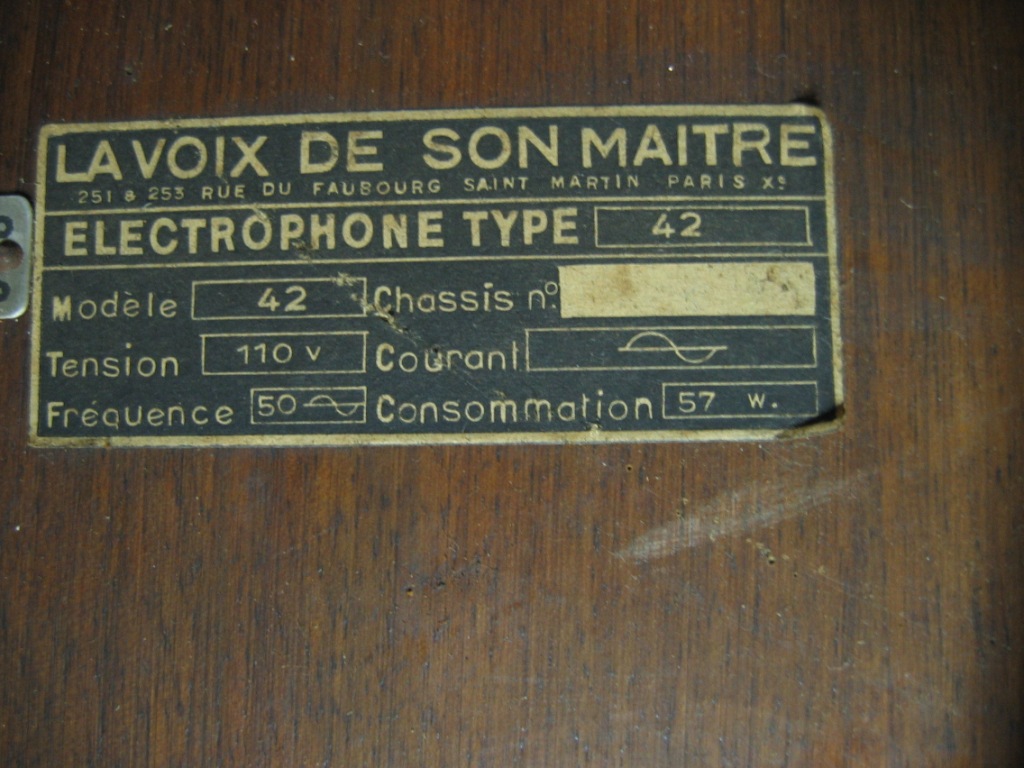 LA VOIX DE SON MAITRE
251 & 253 RUE DU FAUBOURG SAINT MARTIN PARIS Xe
ELECTROPHONE TYPE 42
Modèle 42 Chassis no.
Tension 110 v Courant
Fréquence 50 Consommation 57 w.